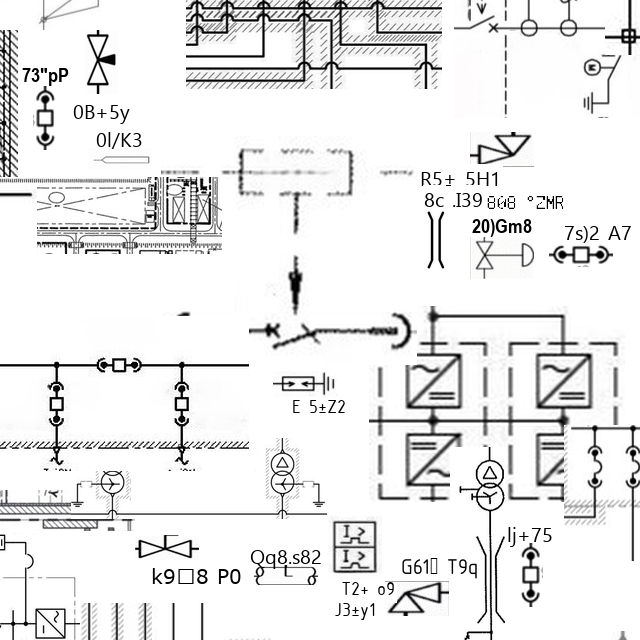 73"pP
0B+5y
0l/K3
R5± 5H1
8c .I39
808 °ZMR
20)Gm8
7s)2 A7
E 5±Z2
lj+75
Qq8.s82
G61▯ T9q
k9▯8 P0
T2+ o9
J3±y1